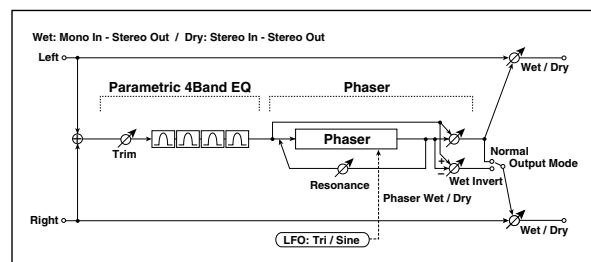 Wet: Mono In - Stereo Out / Dry: Stereo In - Stereo Out
Left
Wet / Dry
Parametric 4Band EQ
Phaser
Trim
Phaser
Resonance
+
−
Wet Invert
Normal
Output Mode
Phaser Wet / Dry
Right
Wet / Dry
LFO: Tri / Sine